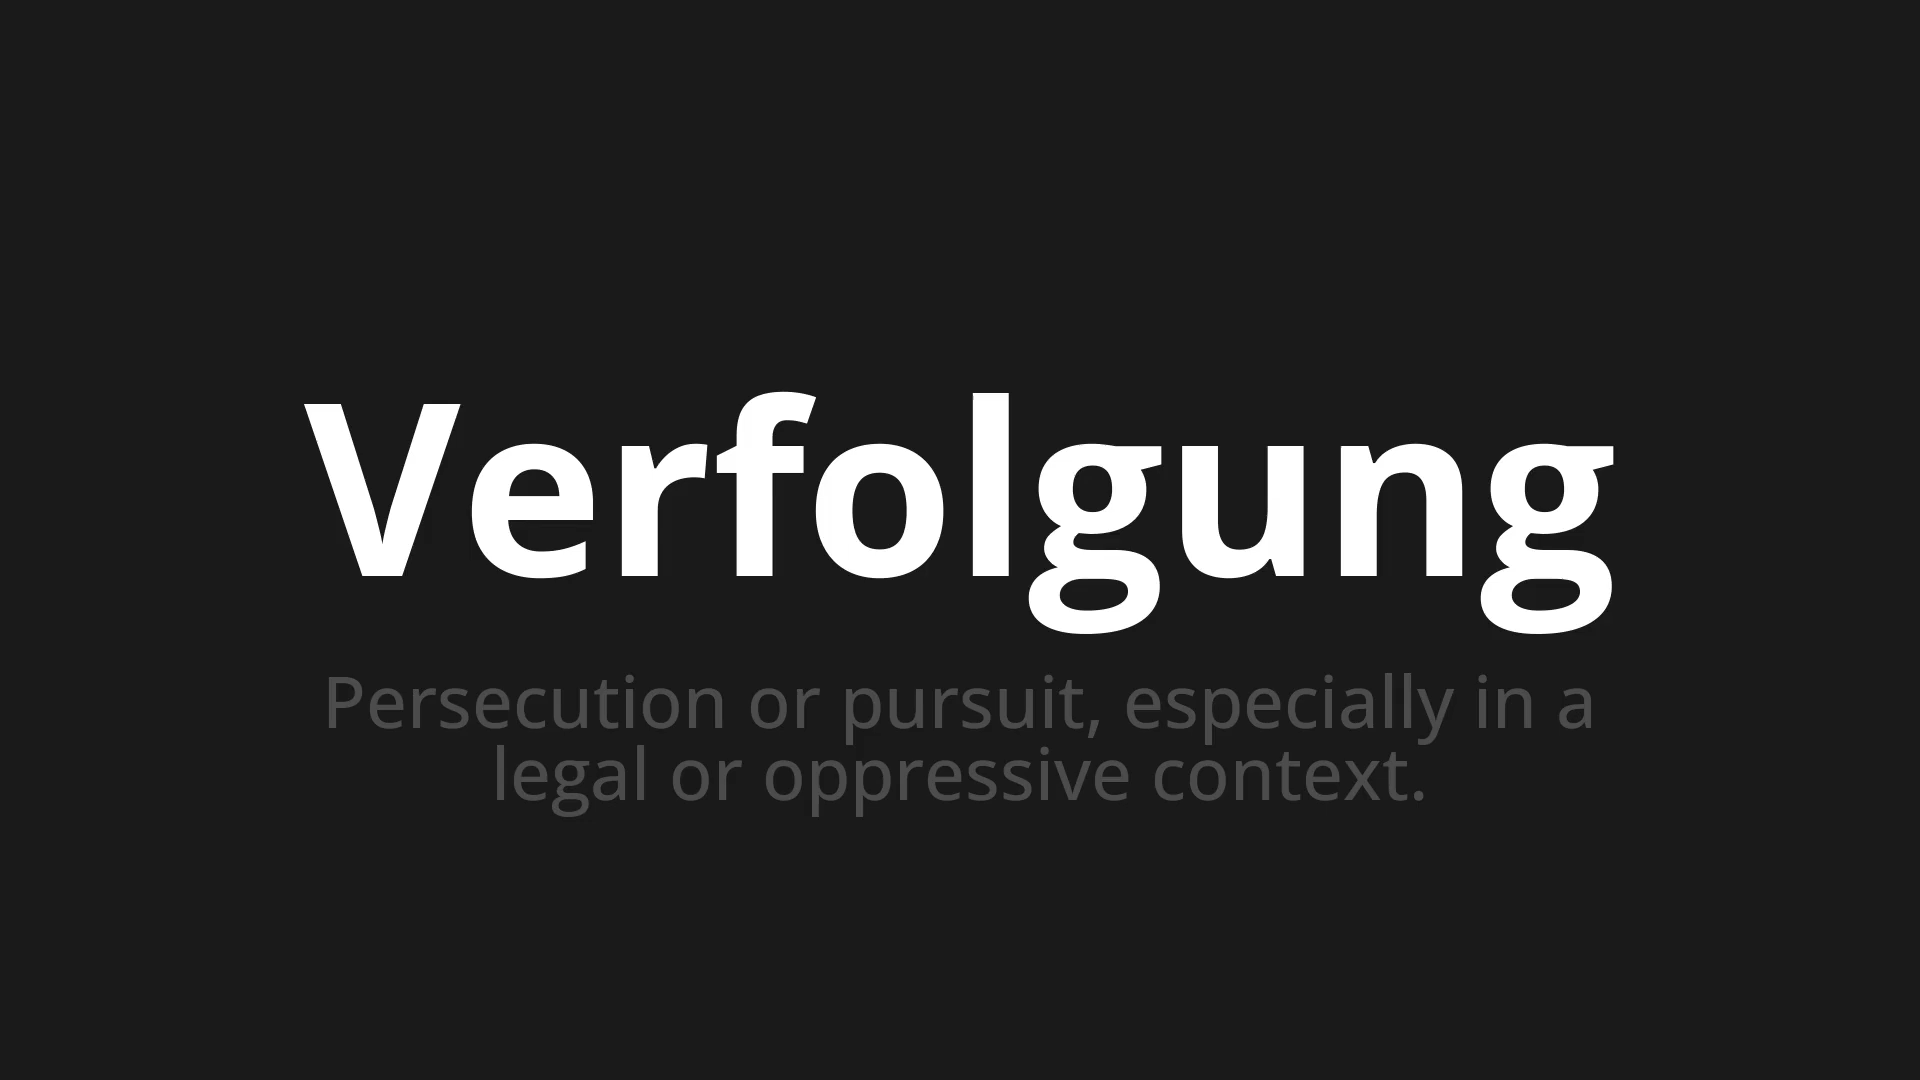 Verfolgung
Persecution or pursuit, especially in a
legal or oppressive context.